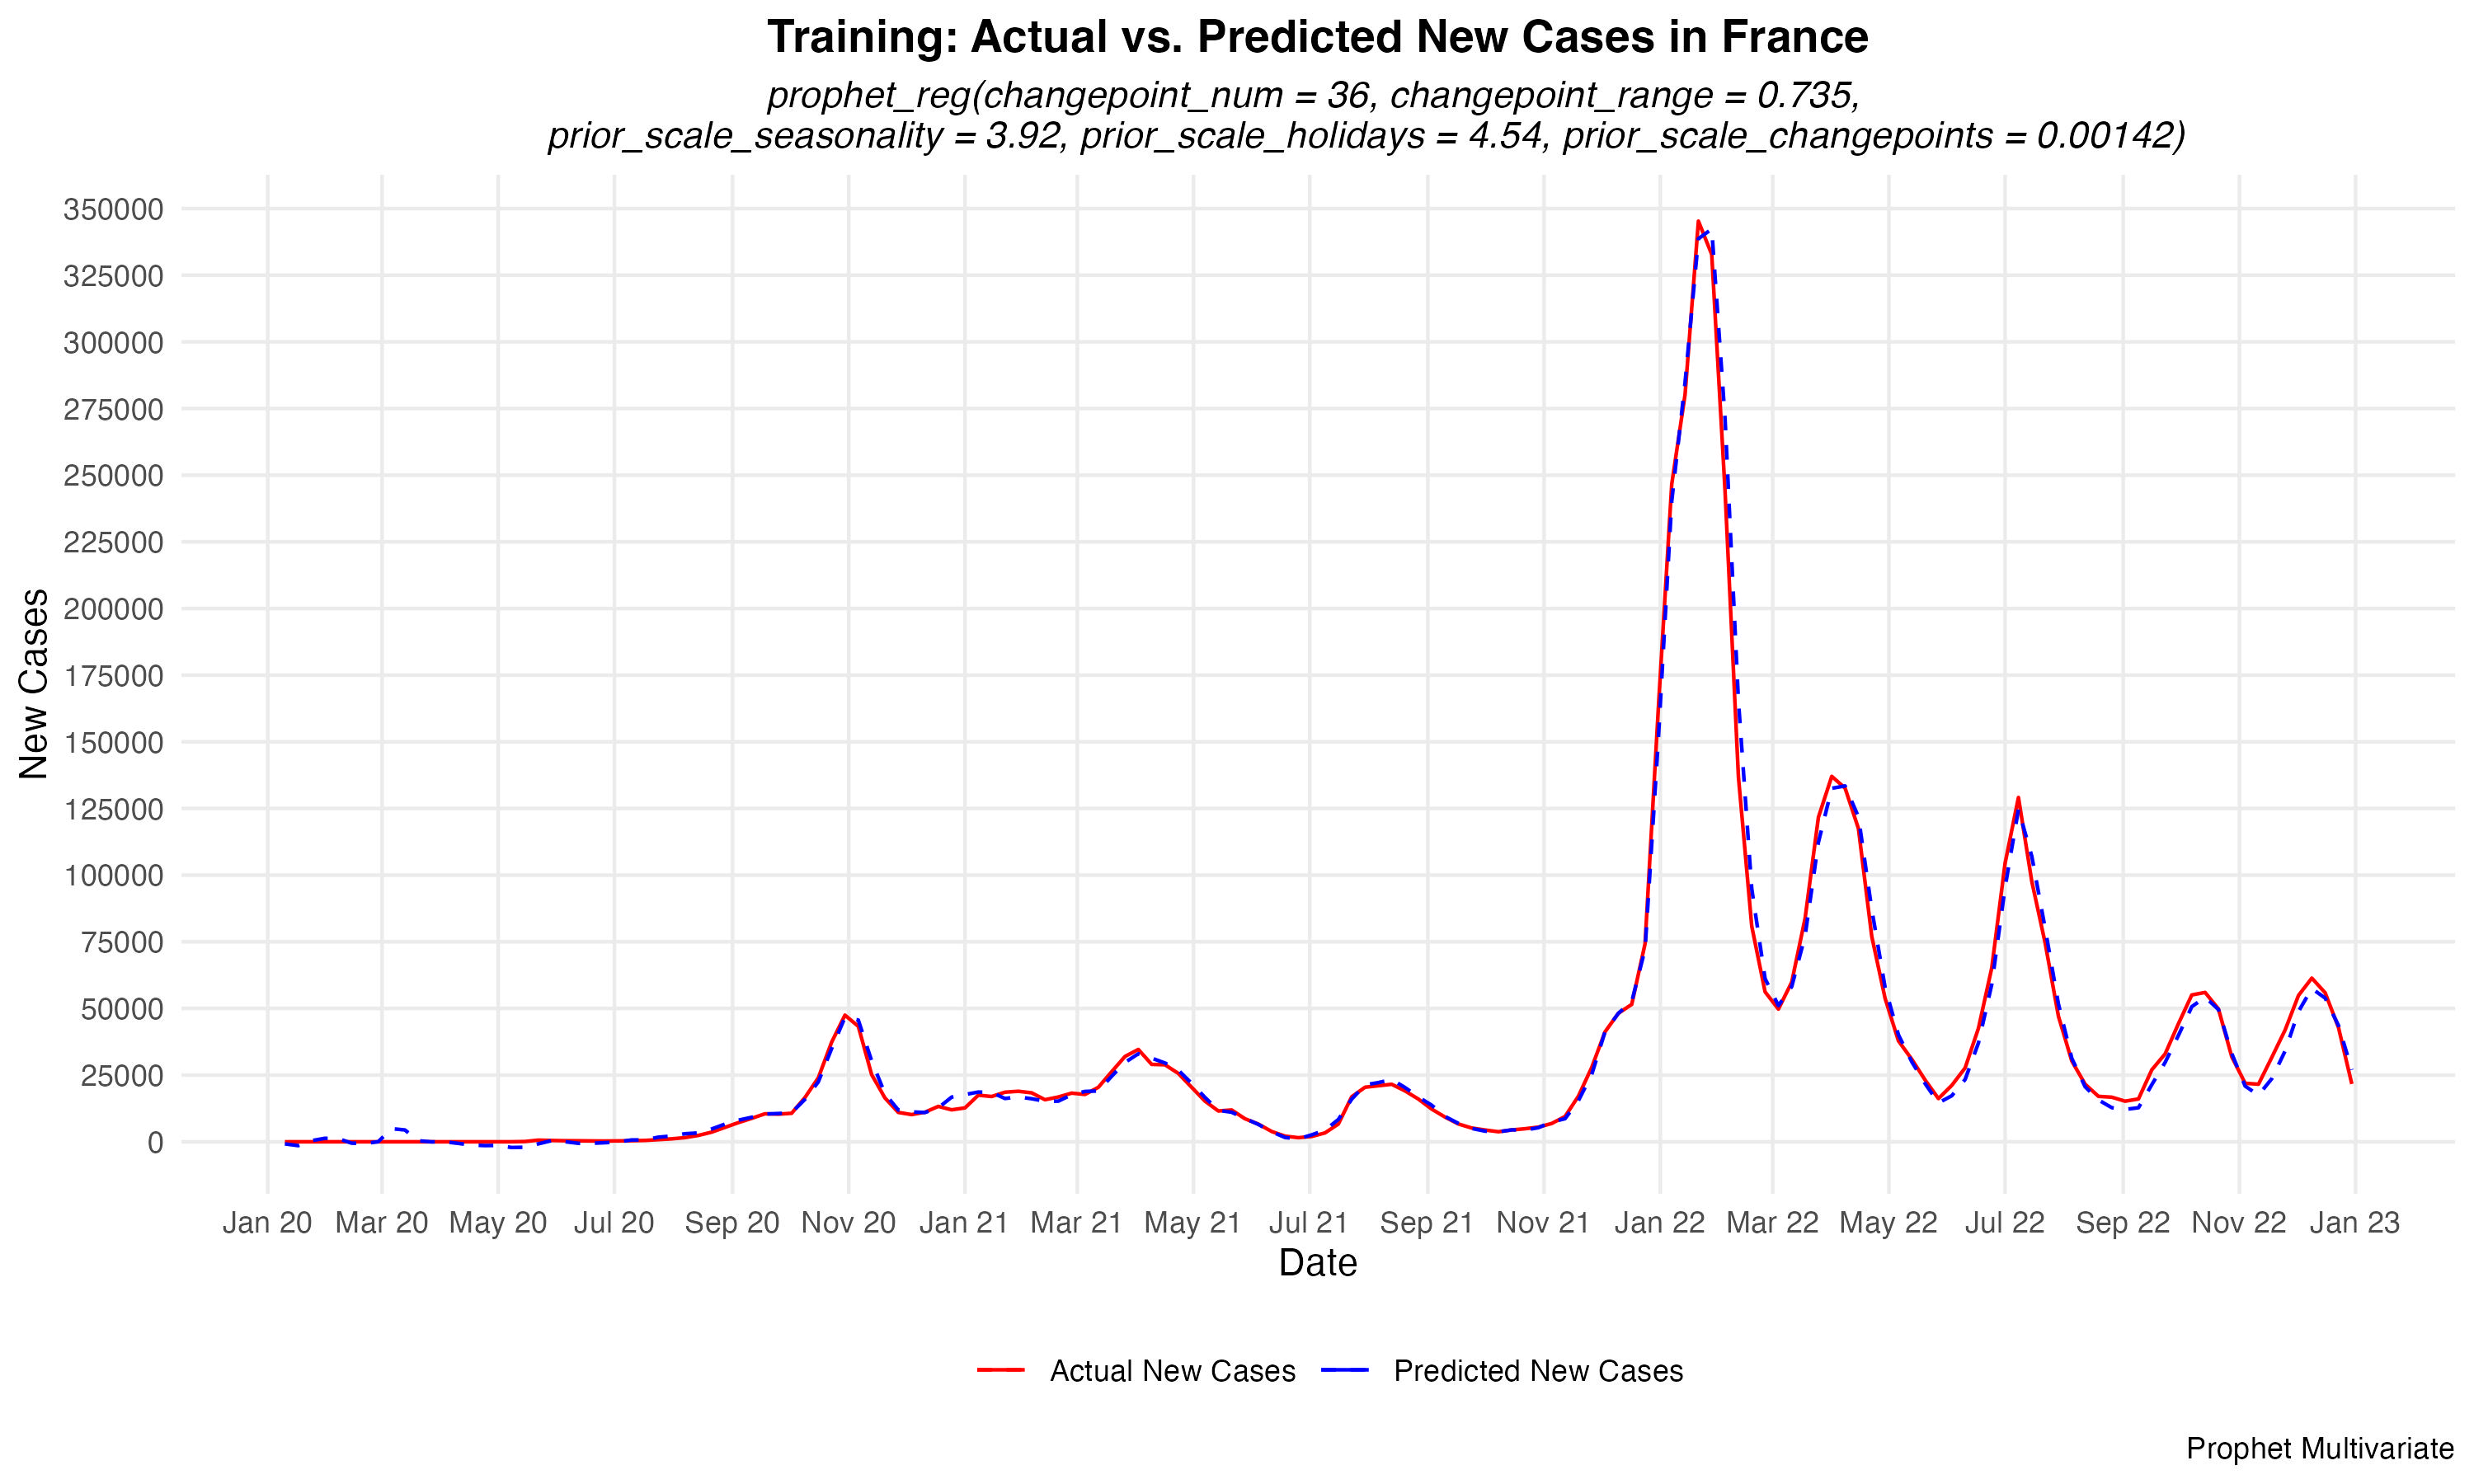 Training: Actual vs. Predicted New Cases in France
prophet_reg(changepoint_num = 36, changepoint_range = 0.735,
prior_scale_seasonality = 3.92, prior_scale_holidays = 4.54, prior_scale_changepoints = 0.00142)
New Cases
350000
325000
300000
275000
250000
225000
200000
175000
150000
125000
100000
75000
50000
25000
0
Jan 20 Mar 20 May 20 Jul 20 Sep 20 Nov 20 Jan 21 Mar 21 May 21 Jul 21 Sep 21 Nov 21 Jan 22 Mar 22 May 22 Jul 22 Sep 22 Nov 22 Jan 23
Date
Actual New Cases Predicted New Cases
Prophet Multivariate